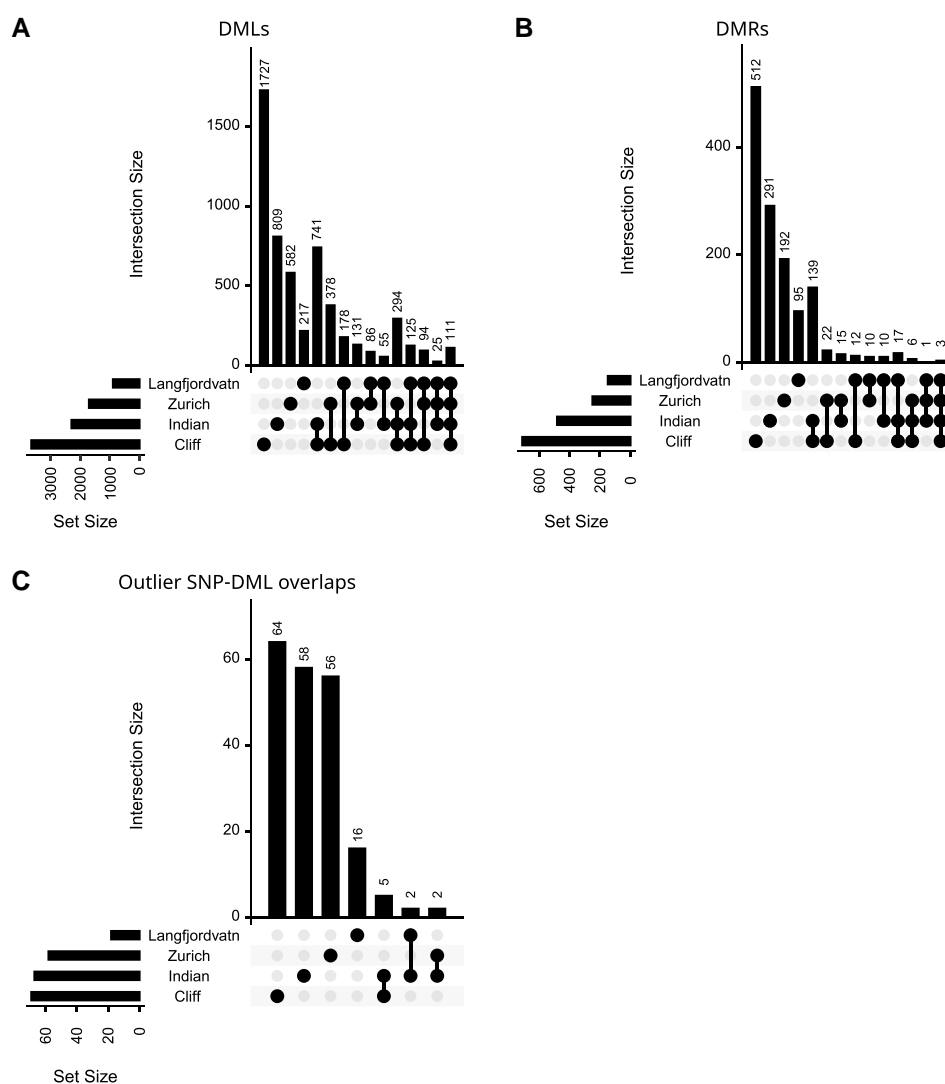 A
DMLs
Intersection Size
1500
1000
500
0
1727
809
582
217
741
378
178
131
86
55
294
125
94
25
111
Langfjordvatn
Zurich
Indian
Cliff
3000
2000
1000
0
Set Size
B
DMRs
Intersection Size
400
200
0
512
291
192
95
139
22
15
12
10
10
17
6
1
3
Langfjordvatn
Zurich
Indian
Cliff
600
400
200
0
Set Size
C
Outlier SNP-DML overlaps
Intersection Size
60
40
20
0
64
58
56
16
5
2
2
Langfjordvatn
Zurich
Indian
Cliff
60
40
20
0
Set Size